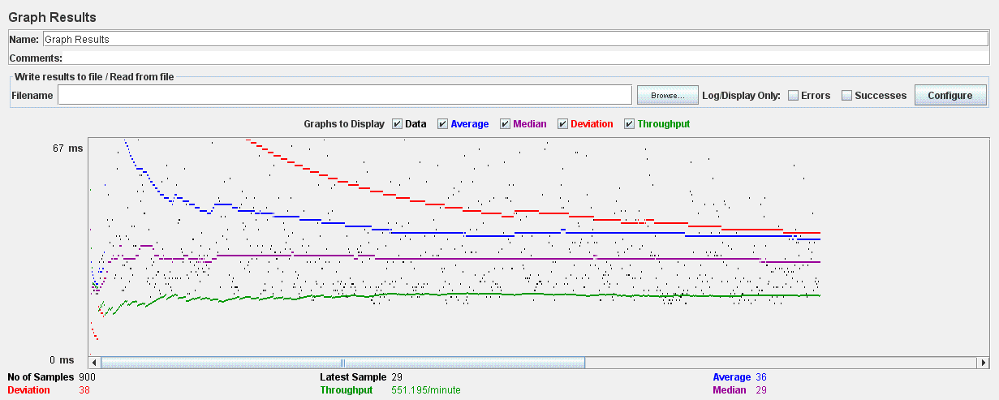 Graph Results
Name: Graph Results
Comments:
Write results to file / Read from file
Filename Browse... Log/Display Only: Errors Successes Configure
Graphs to Display Data Average Median Deviation Throughput
67 ms
0 ms
No of Samples 900 Latest Sample 29 Average 36
Deviation 38 Throughput 551.195/minute Median 29